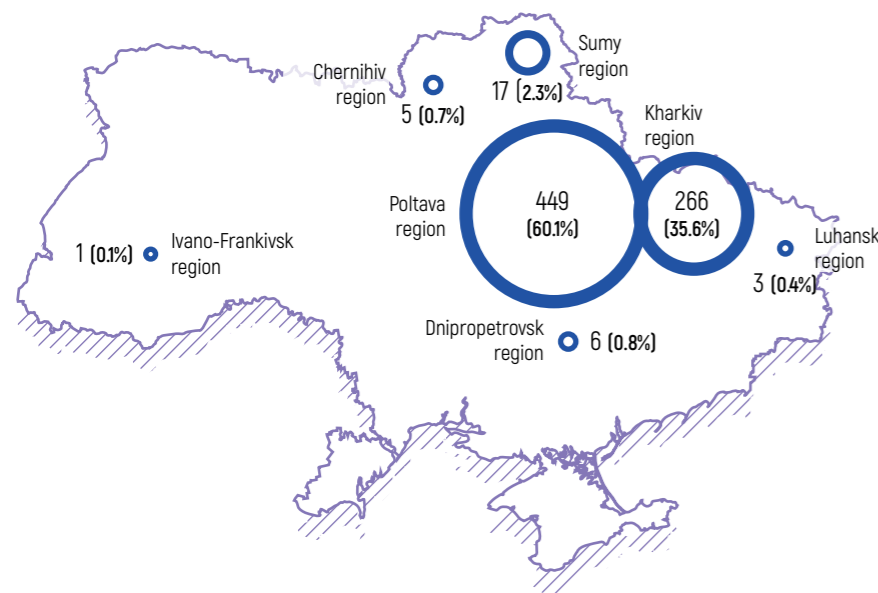 Sumy
region
17 (2.3%)
Chernihiv
region
5 (0.7%)
Kharkiv
region
266
(35.6%)
Poltava
region
449
(60.1%)
1 (0.1%)
Ivano-Frankivsk
region
Luhansk
region
3 (0.4%)
Dnipropetrovsk
region
6 (0.8%)